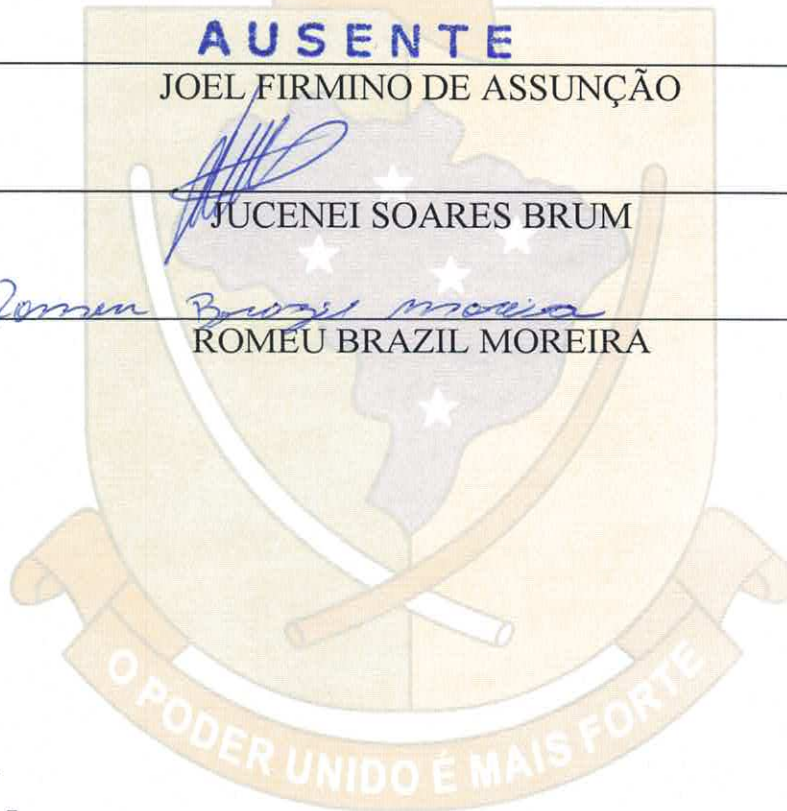 AUSENTE
JOEL FIRMINO DE ASSUNÇÃO
JUCENEI SOARES BRUM
Romeu Brazil Moreira
ROMEU BRAZIL MOREIRA
O PODER UNIDO É MAIS FORTE